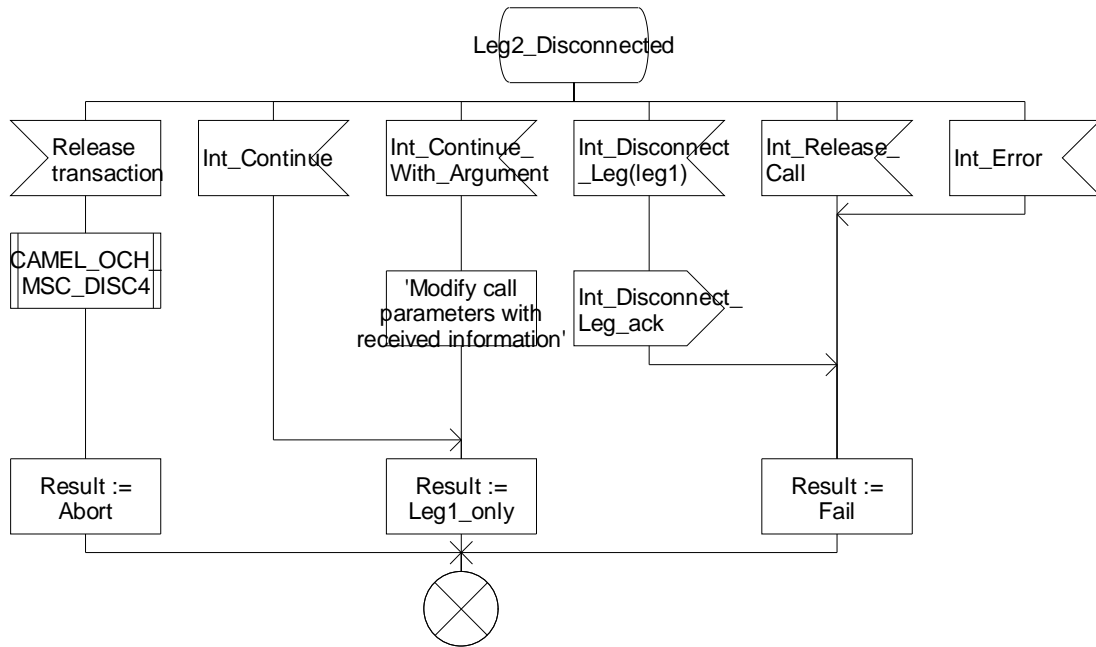 Leg2_Disconnected
Release
transaction
Int_Continue
Int_Continue_
With_Argument
Int_Disconnect
_Leg(leg1)
Int_Release_
Call
Int_Error
CAMEL_OCH_
MSC_DISC4
'Modify call
parameters with
received information'
Int_Disconnect_
Leg_ack
Result :=
Abort
Result :=
Leg1_only
Result :=
Fail